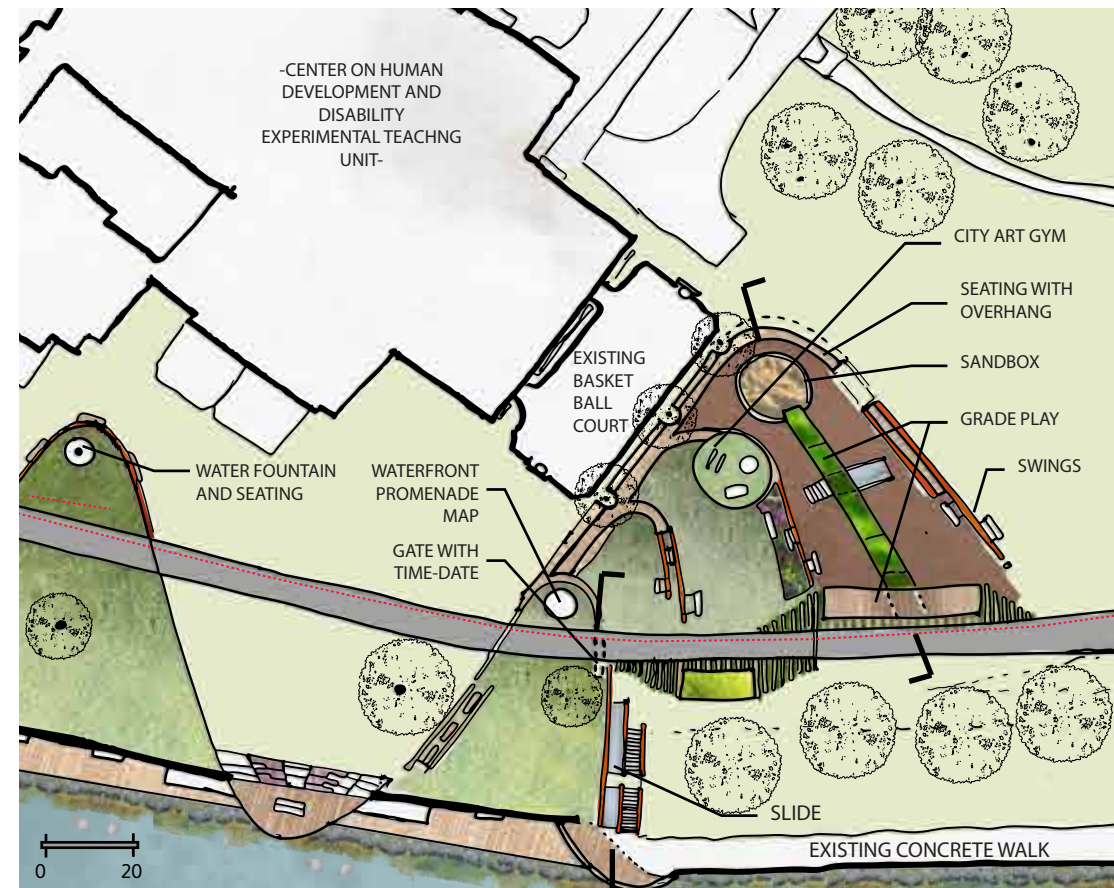 -CENTER ON HUMAN
DEVELOPMENT AND
DISABILITY
EXPERIMENTAL TEACHNG
UNIT-
CITY ART GYM
SEATING WITH
OVERHANG
SANDBOX
GRADE PLAY
SWINGS
EXISTING
BASKET
BALL
COURT
WATER FOUNTAIN
AND SEATING
WATERFRONT
PROMENADE
MAP
GATE WITH
TIME-DATE
SLIDE
EXISTING CONCRETE WALK
0 20